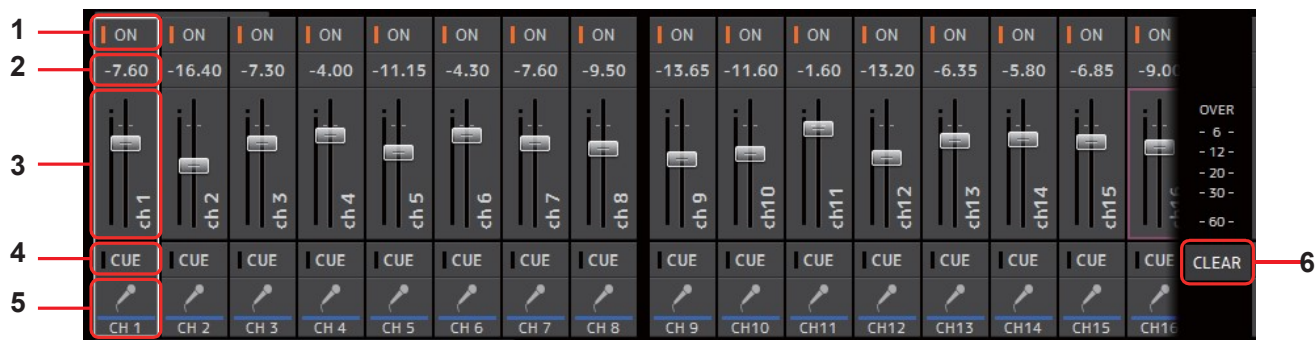 1 ON ON ON ON ON ON ON ON ON ON ON ON ON ON ON ON
2 -7.60 -16.40 -7.30 -4.00 -11.15 -4.30 -7.60 -9.50 -13.65 -11.60 -1.60 -13.20 -6.35 -5.80 -6.85 -9.00
OVER
- 6 -
- 12 -
- 20 -
- 30 -
- 60 -
3 ch 1 ch 2 ch 3 ch 4 ch 5 ch 6 ch 7 ch 8 ch 9 ch10 ch11 ch12 ch13 ch14 ch15 ch16
4 CUE CUE CUE CUE CUE CUE CUE CUE CUE CUE CUE CUE CUE CUE CUE CUE CLEAR 6
5 CH 1 CH 2 CH 3 CH 4 CH 5 CH 6 CH 7 CH 8 CH 9 CH10 CH11 CH12 CH13 CH14 CH15 CH16